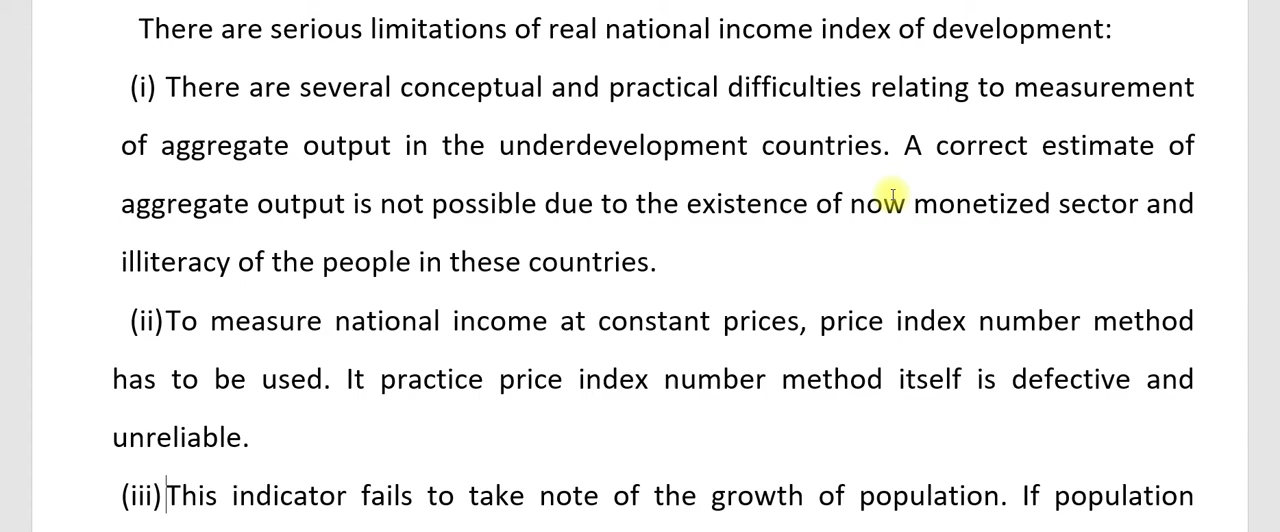 There are serious limitations of real national income index of development:
(i) There are several conceptual and practical difficulties relating to measurement
of aggregate output in the underdevelopment countries. A correct estimate of
aggregate output is not possible due to the existence of now monetized sector and
illiteracy of the people in these countries.
(ii)To measure national income at constant prices, price index number method
has to be used. It practice price index number method itself is defective and
unreliable.
(iii)This indicator fails to take note of the growth of population. If population